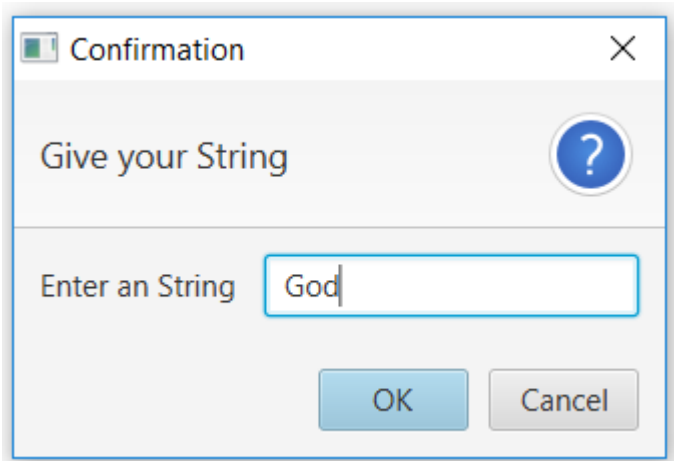 Confirmation
Give your String
?
Enter an String God
OK Cancel